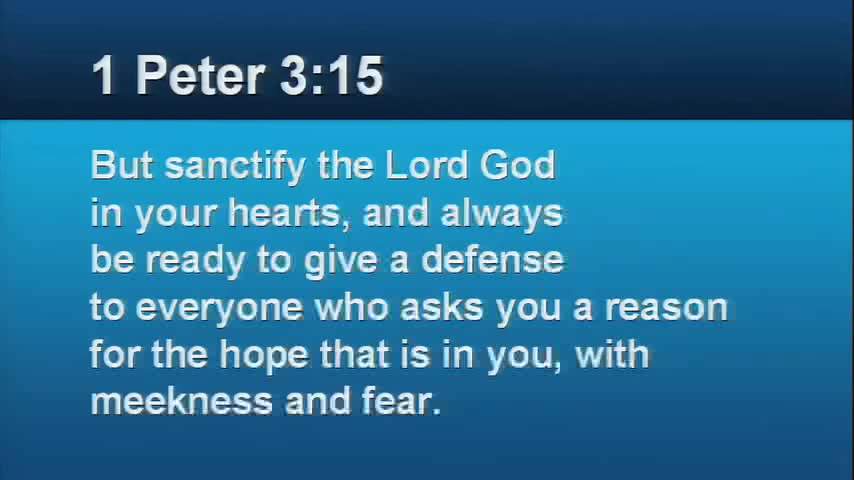 1 Peter 3:15
But sanctify the Lord God
in your hearts, and always
be ready to give a defense
to everyone who asks you a reason
for the hope that is in you, with
meekness and fear.